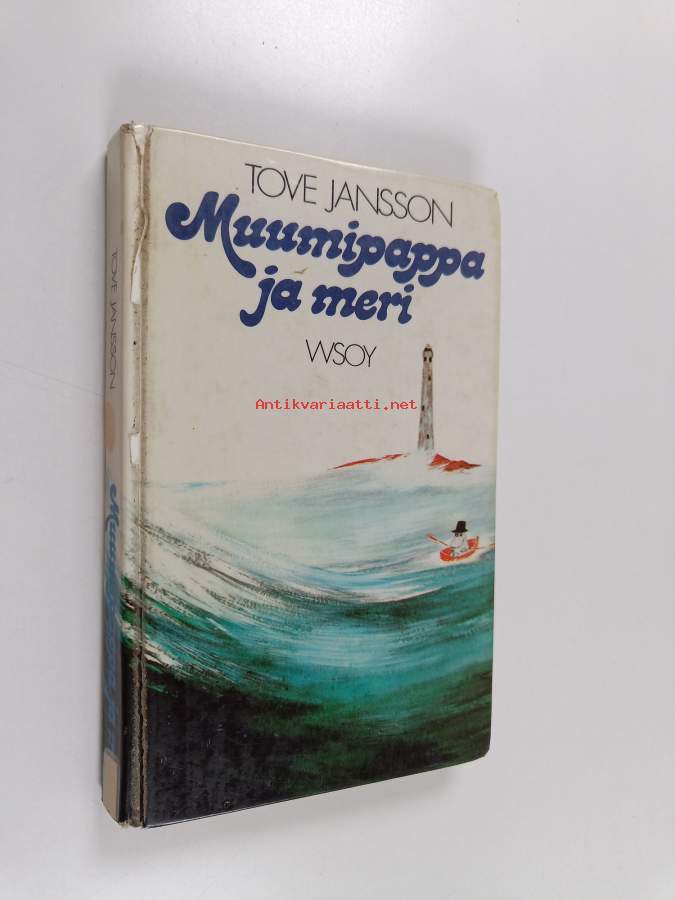 TOVE JANSSON
Muumipappa
ja meri
WSOY
Antikvariaatti.net
TOVE JANSSON